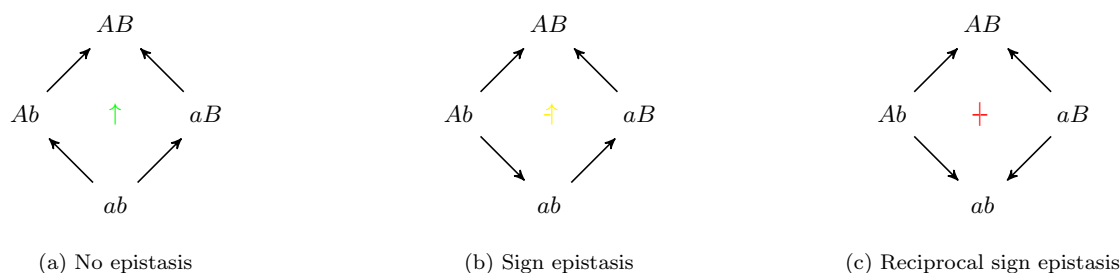 AB AB AB
Ab aB Ab aB Ab aB
ab ab ab
(a) No epistasis (b) Sign epistasis (c) Reciprocal sign epistasis